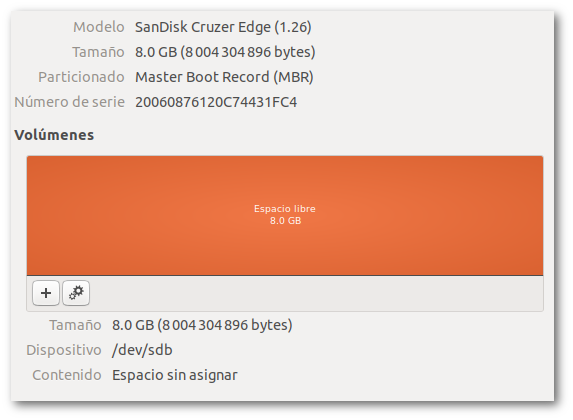 Modelo SanDisk Cruzer Edge (1.26)
Tamaño 8.0 GB (8 004 304 896 bytes)
Particionado Master Boot Record (MBR)
Número de serie 20060876120C74431FC4
Volúmenes
Espacio libre
8.0 GB
Tamaño 8.0 GB (8 004 304 896 bytes)
Dispositivo /dev/sdb
Contenido Espacio sin asignar